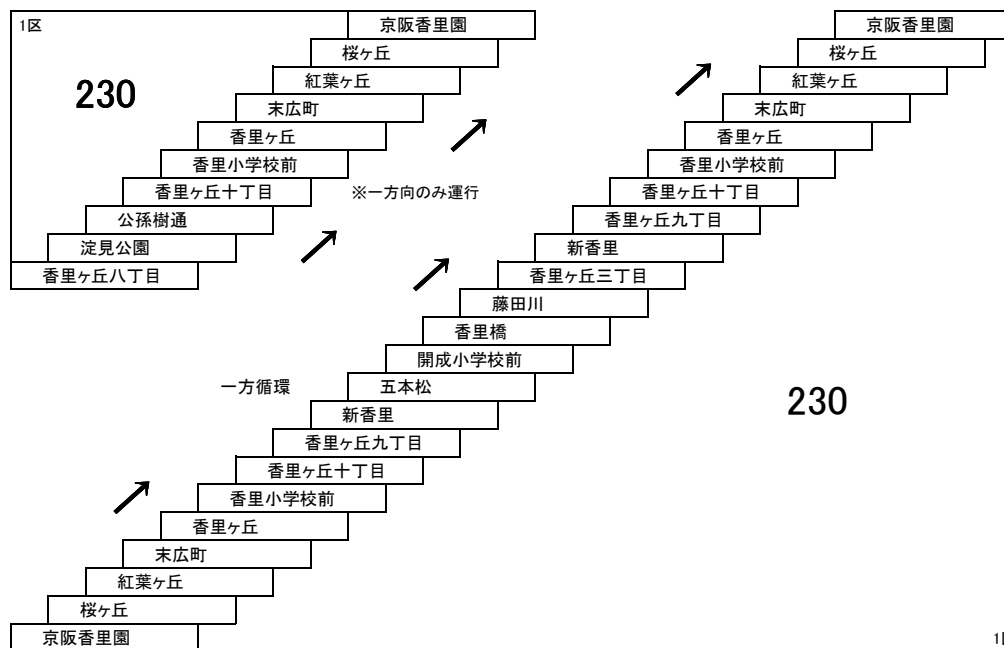 1区
京阪香里園
桜ヶ丘
紅葉ヶ丘
230
末広町
香里ヶ丘
香里小学校前
香里ヶ丘十丁目
※一方向のみ運行
公孫樹通
淀見公園
香里ヶ丘八丁目
京阪香里園
桜ヶ丘
紅葉ヶ丘
末広町
香里ヶ丘
香里小学校前
香里ヶ丘十丁目
香里ヶ丘九丁目
新香里
香里ヶ丘三丁目
藤田川
香里橋
開成小学校前
一方循環
五本松
230
新香里
香里ヶ丘九丁目
香里ヶ丘十丁目
香里小学校前
香里ヶ丘
末広町
紅葉ヶ丘
桜ヶ丘
京阪香里園